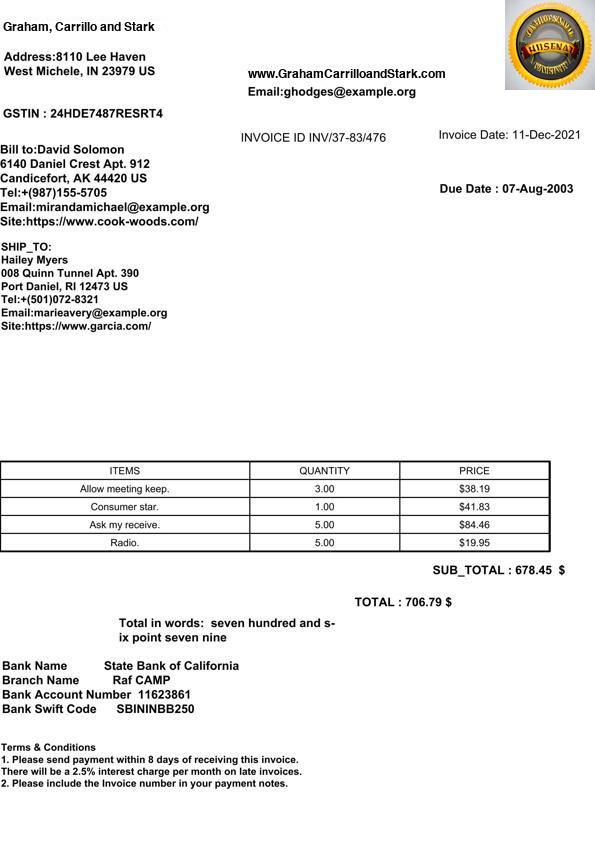 Graham, Carrillo and Stark
Address:8110 Lee Haven
West Michele, IN 23979 US
www.GrahamCarrilloandStark.com
Email:ghodges@example.org
HUSENAT
GSTIN : 24HDE7487RESRT4
INVOICE ID INV/37-83/476
Invoice Date: 11-Dec-2021
Due Date : 07-Aug-2003
Bill to:David Solomon
6140 Daniel Crest Apt. 912
Candicefort, AK 44420 US
Tel:+(987)155-5705
Email:mirandamichael@example.org
Site:https://www.cook-woods.com/
SHIP_TO:
Hailey Myers
008 Quinn Tunnel Apt. 390
Port Daniel, RI 12473 US
Tel:+(501)072-8321
Email:marieavery@example.org
Site:https://www.garcia.com/
ITEMS QUANTITY PRICE
Allow meeting keep. 3.00 $38.19
Consumer star. 1.00 $41.83
Ask my receive. 5.00 $84.46
Radio. 5.00 $19.95
SUB_TOTAL : 678.45 $
TOTAL : 706.79 $
Total in words: seven hundred and s-
ix point seven nine
Bank Name State Bank of California
Branch Name Raf CAMP
Bank Account Number 11623861
Bank Swift Code SBININBB250
Terms & Conditions
1. Please send payment within 8 days of receiving this invoice.
There will be a 2.5% interest charge per month on late invoices.
2. Please include the Invoice number in your payment notes.